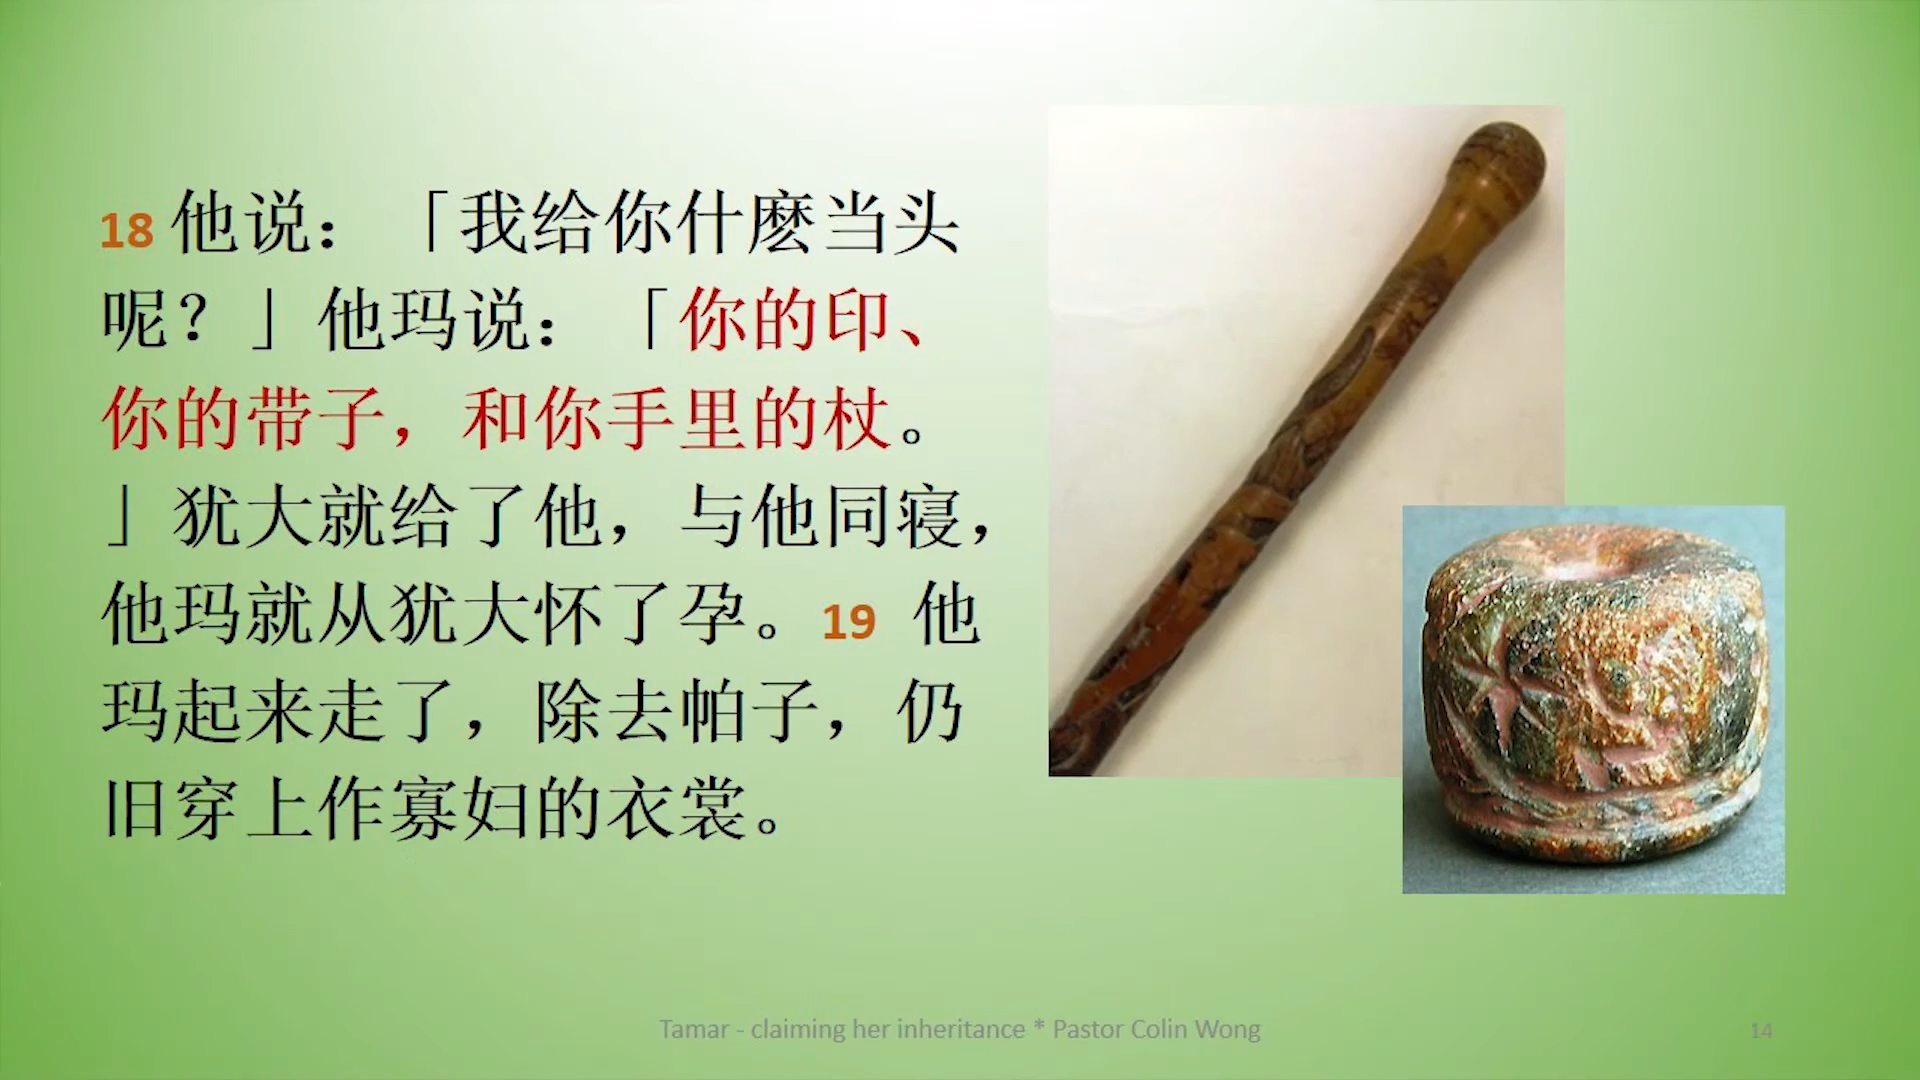 18 他说：「我给你什麽当头
呢？」他玛说：「你的印、
你的带子，和你手里的杖。
」犹大就给了他，与他同寝，
他玛就从犹大怀了孕。19 他
玛起来走了，除去帕子，仍
旧穿上作寡妇的衣裳。
Tamar - claiming her inheritance * Pastor Colin Wong
14